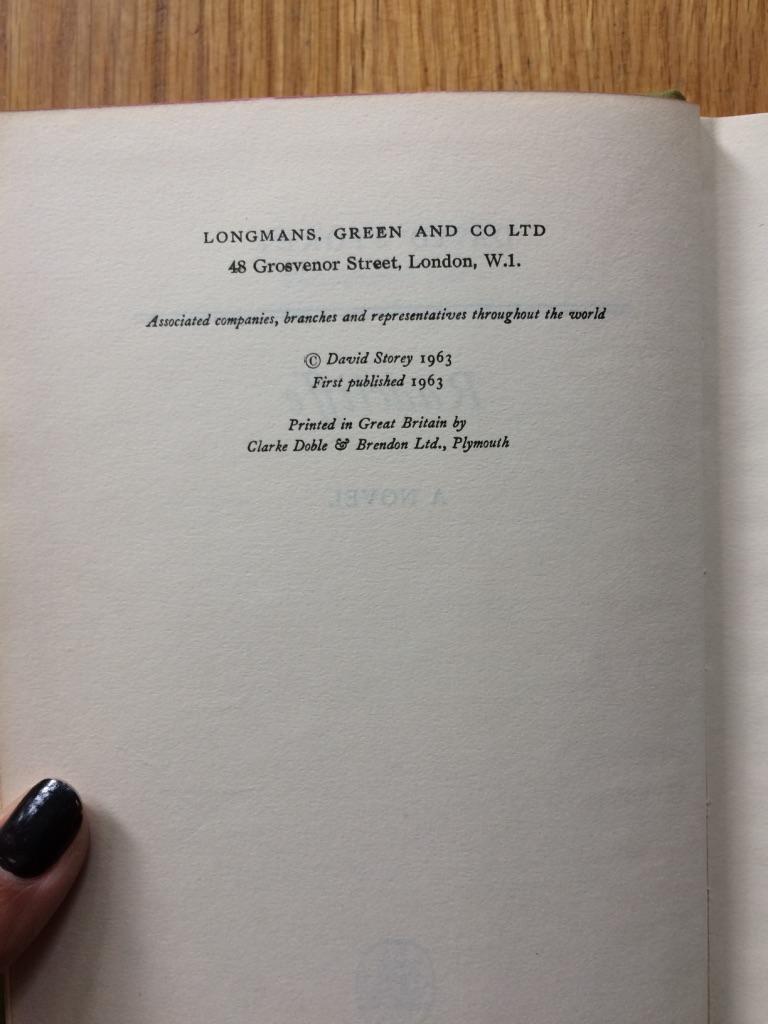 LONGMANS, GREEN AND CO LTD
48 Grosvenor Street, London, W.1.
Associated companies, branches and representatives throughout the world
© David Storey 1963
First published 1963
Printed in Great Britain by
Clarke Doble & Brendon Ltd., Plymouth
A NOVEL